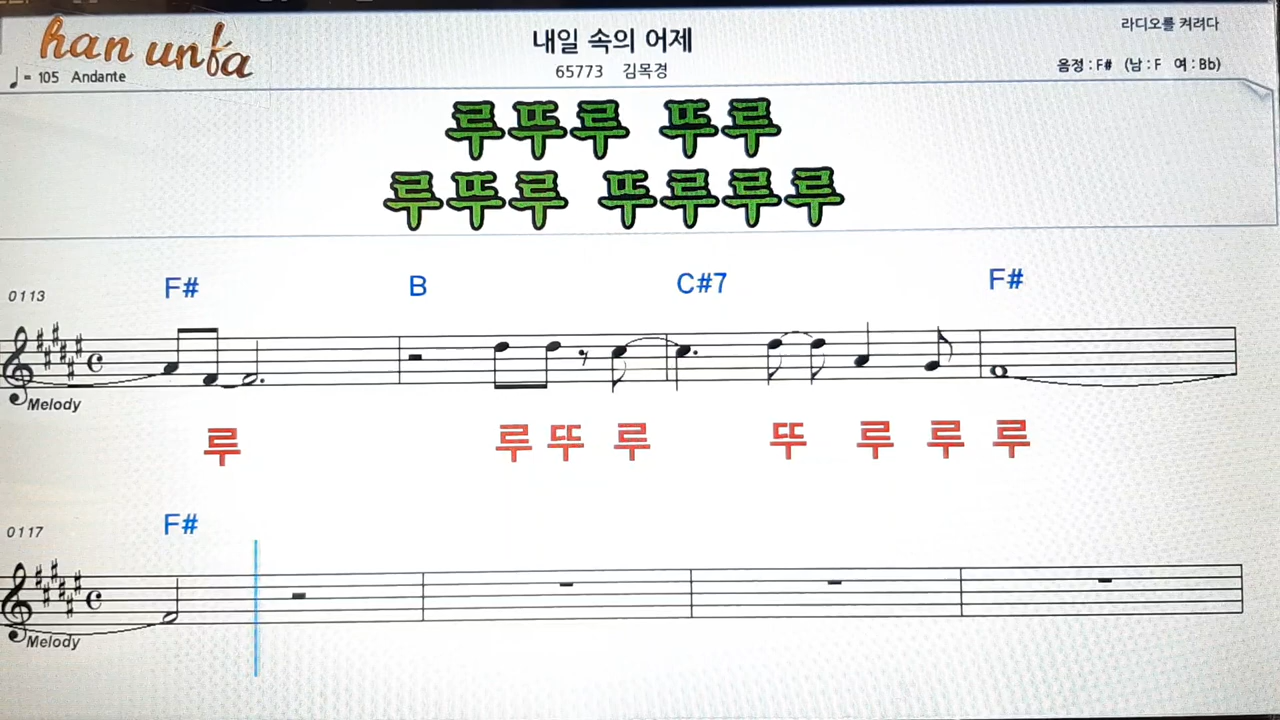 han unfa
라디오를 켜려다
내일 속의 어제
♩= 105 Andante
65773 김목경
음정 : F# (남 : F 여 : Bb)
루뚜루 뚜루
루뚜루 뚜루루루
0113
F# B C#7 F#
Melody
루 루 뚜 루 뚜 루 루 루
0117
F#
Melody